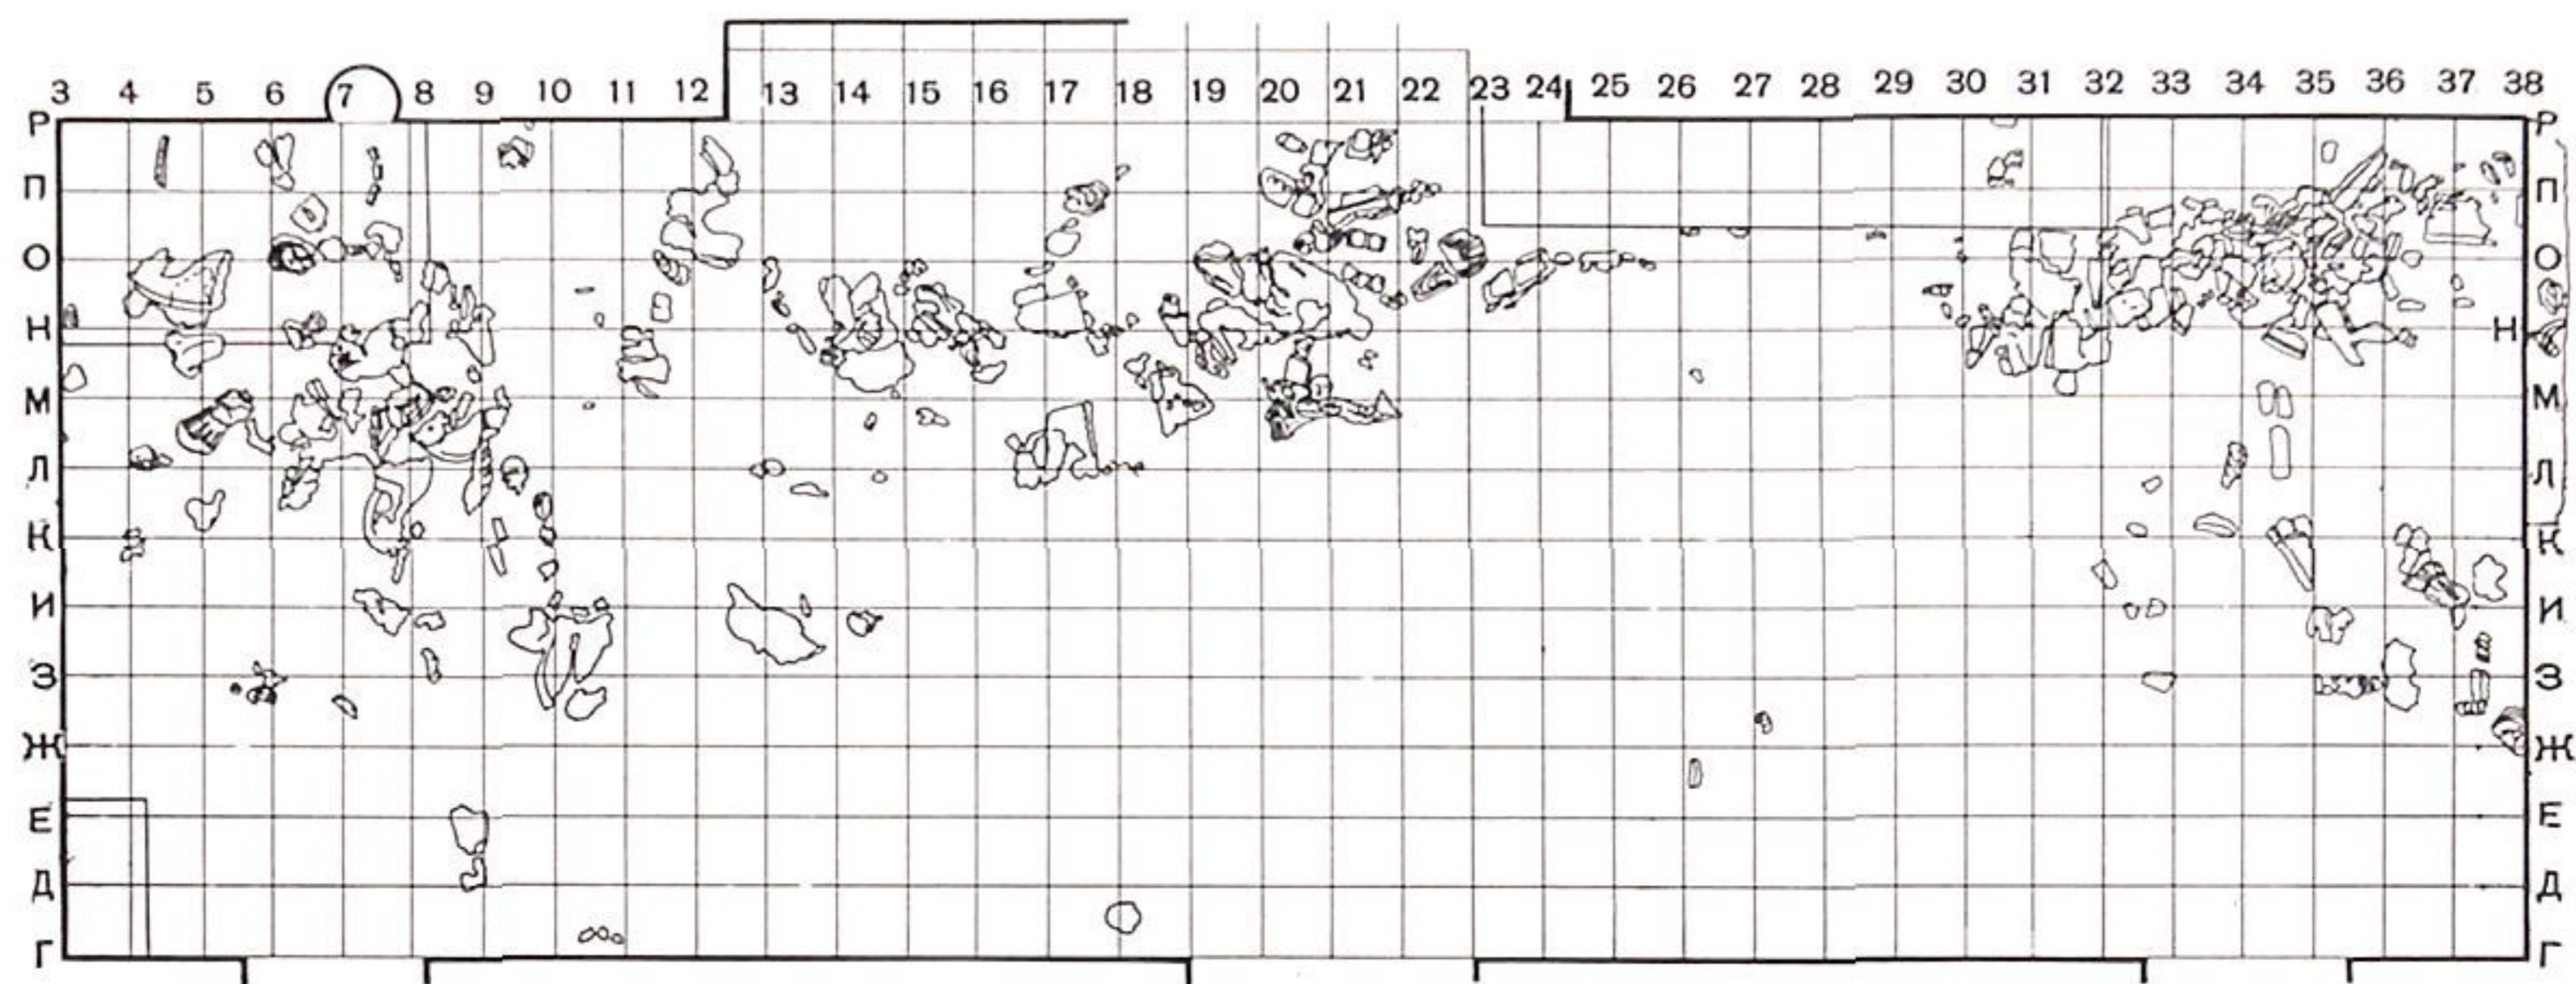 3 4 5 6 7 8 9 10 11 12 13 14 15 16 17 18 19 20 21 22 23 24 25 26 27 28 29 30 31 32 33 34 35 36 37 38
Р Р
П П
О О
Н Н
М М
Л Л
К К
И И
З З
Ж Ж
Е Е
Д Д
Г Г